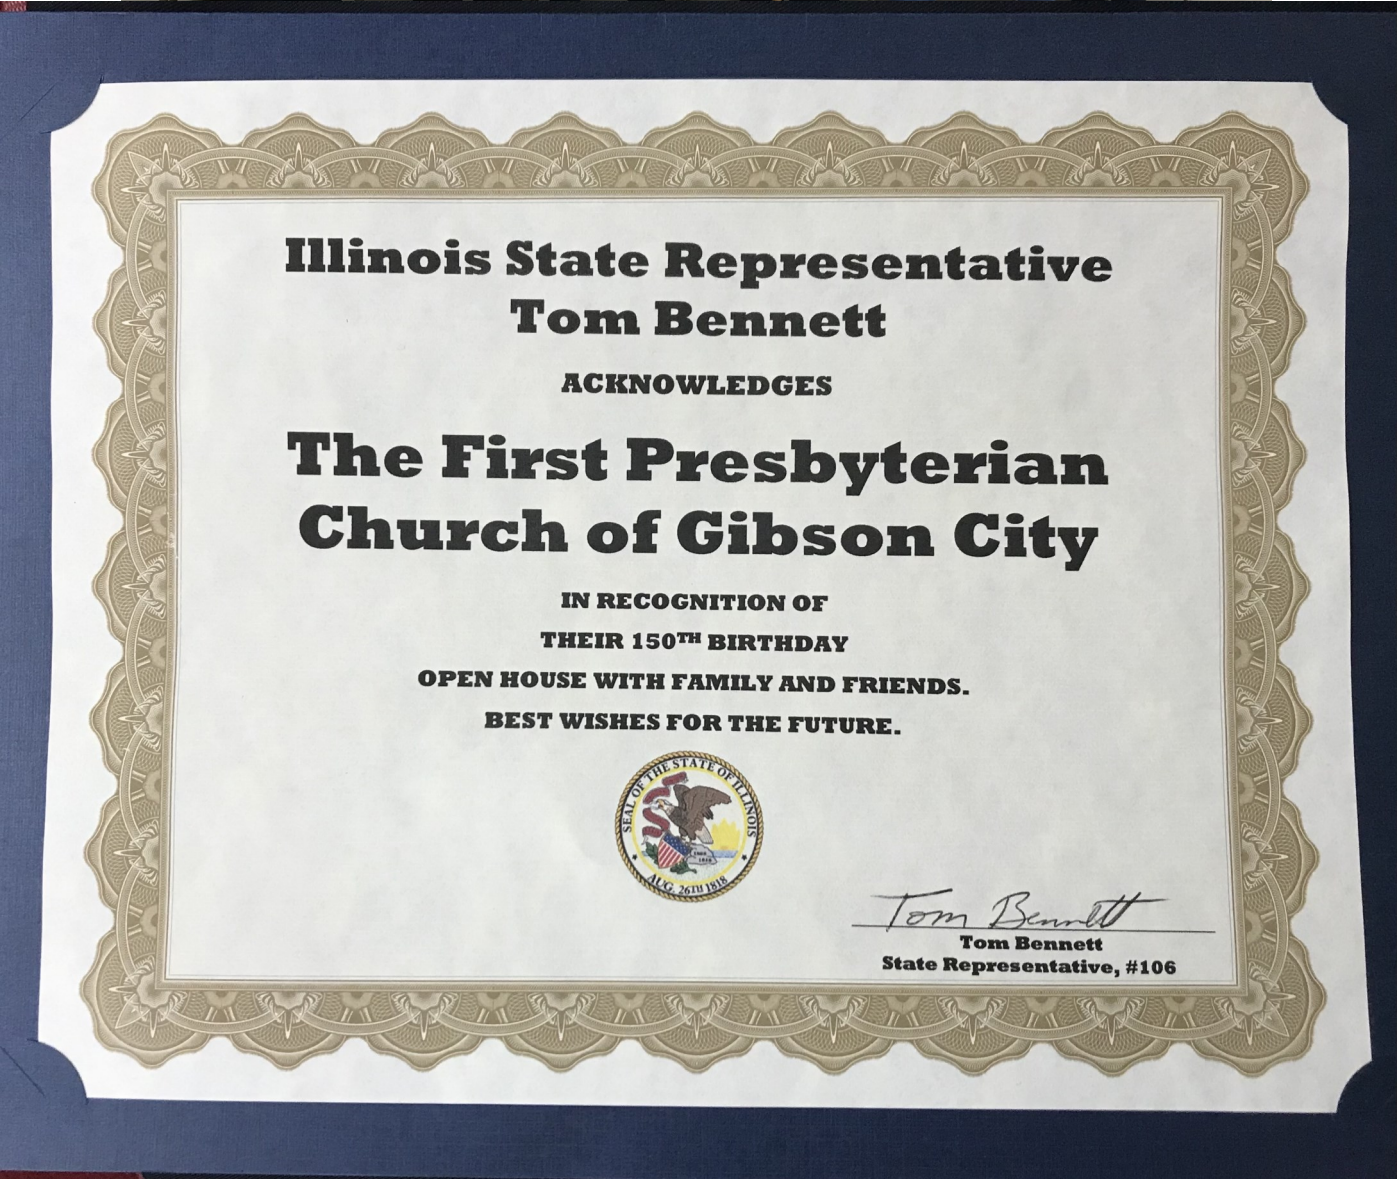 Illinois State Representative
Tom Bennett
ACKNOWLEDGES
The First Presbyterian
Church of Gibson City
IN RECOGNITION OF
THEIR 150TH BIRTHDAY
OPEN HOUSE WITH FAMILY AND FRIENDS.
BEST WISHES FOR THE FUTURE.
SEAL OF THE STATE OF ILLINOIS
AUG. 26TH 1818
Tom Bennett
Tom Bennett
State Representative, #106